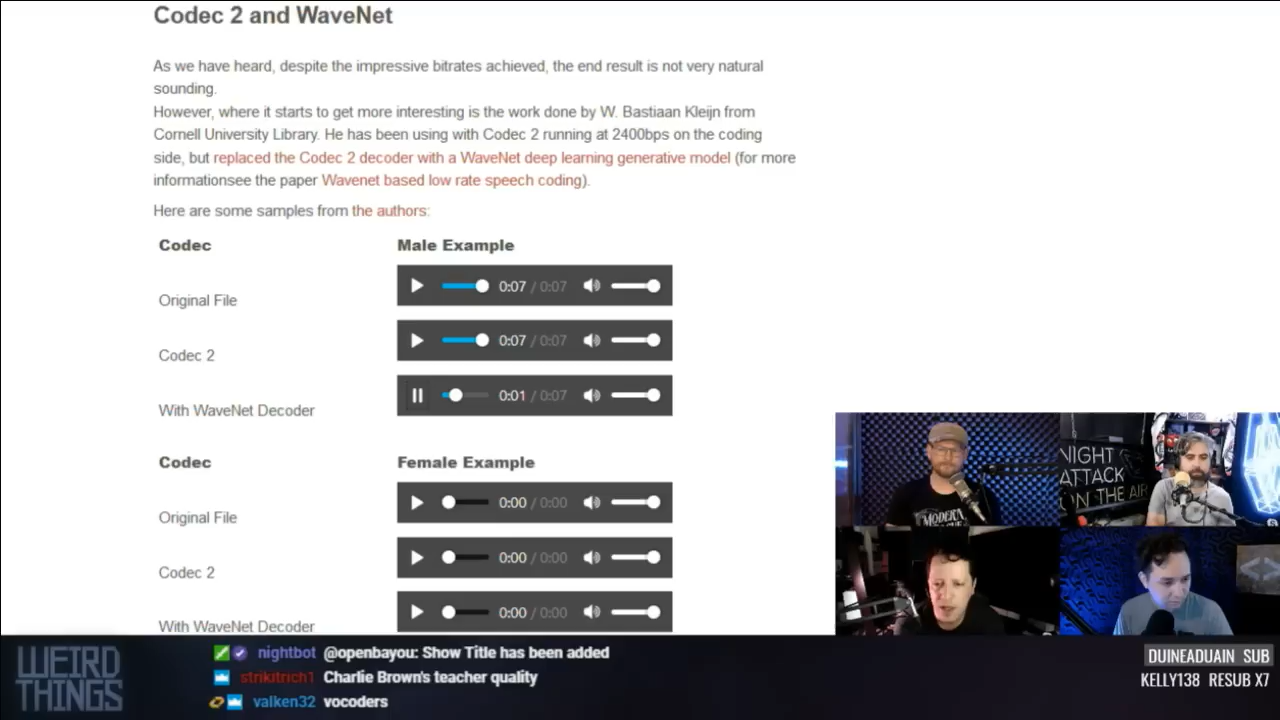 Codec 2 and WaveNet
As we have heard, despite the impressive bitrates achieved, the end result is not very natural
sounding.
However, where it starts to get more interesting is the work done by W. Bastiaan Kleijn from
Cornell University Library. He has been using with Codec 2 running at 2400bps on the coding
side, but replaced the Codec 2 decoder with a WaveNet deep learning generative model (for more
informationsee the paper Wavenet based low rate speech coding).
Here are some samples from the authors:
Codec Male Example
0:07 / 0:07
Original File
0:07 / 0:07
Codec 2
0:01 / 0:07
With WaveNet Decoder
Codec Female Example
0:00 / 0:00
Original File
0:00 / 0:00
Codec 2
0:00 / 0:00
With WaveNet Decoder
NIGHT
ATTACK
ON THE AIR
MODERN
WEIRD
THINGS
nightbot @openbayou: Show Title has been added
strikitrich1 Charlie Brown's teacher quality
valken32 vocoders
DUINEADUAIN SUB
KELLY138 RESUB X7